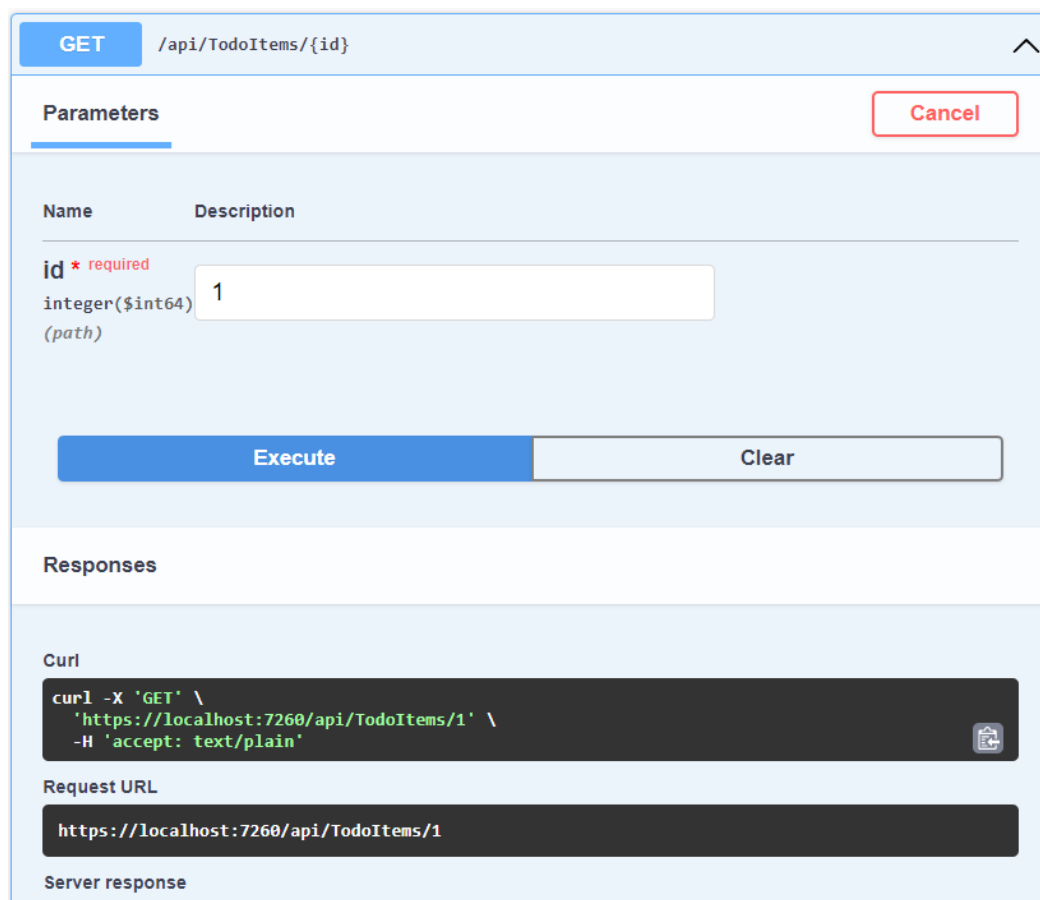 GET /api/TodoItems/{id}
Parameters
Cancel
Name Description
id * required
integer($int64)
(path)
1
Execute
Clear
Responses
Curl
curl -X 'GET' \
  'https://localhost:7260/api/TodoItems/1' \
  -H 'accept: text/plain'
Request URL
https://localhost:7260/api/TodoItems/1
Server response